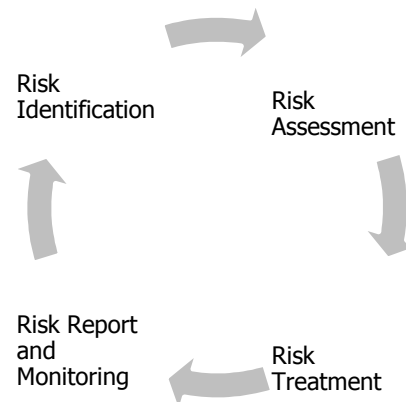 Risk
Identification
Risk
Assessment
Risk
Treatment
Risk Report
and
Monitoring